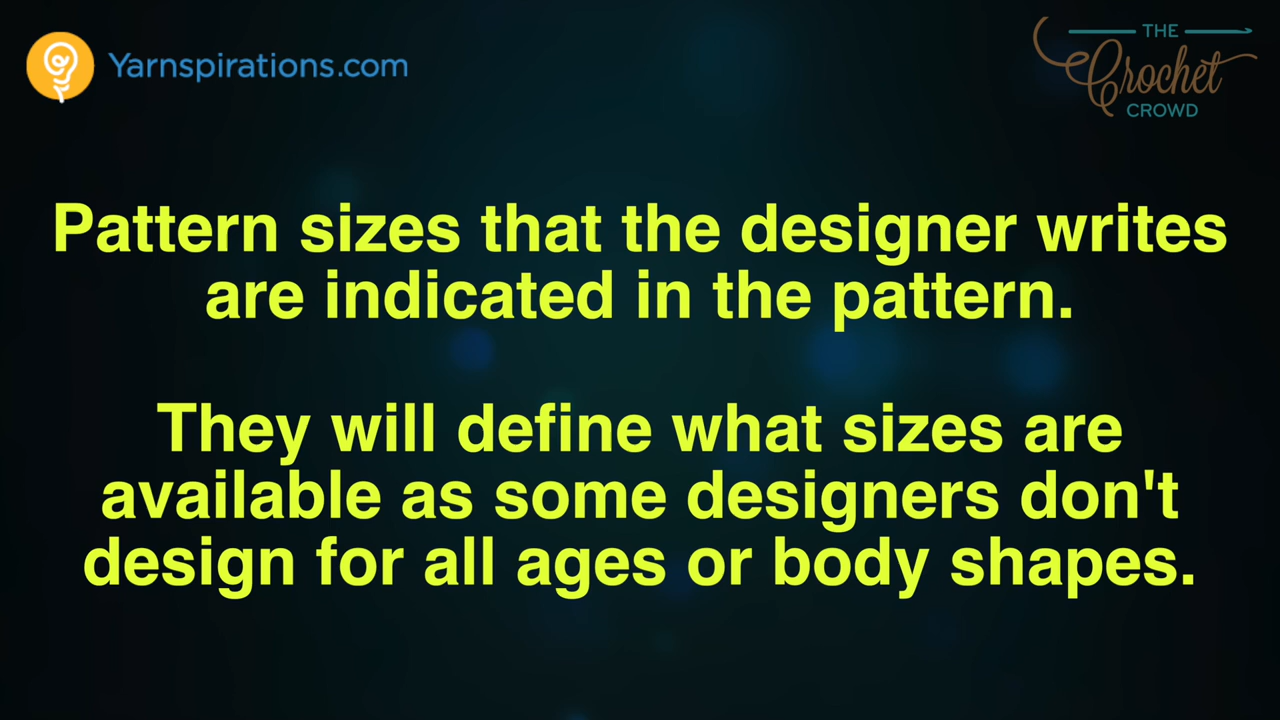 Yarnspirations.com
THE
Crochet
CROWD
Pattern sizes that the designer writes
are indicated in the pattern.
They will define what sizes are
available as some designers don't
design for all ages or body shapes.